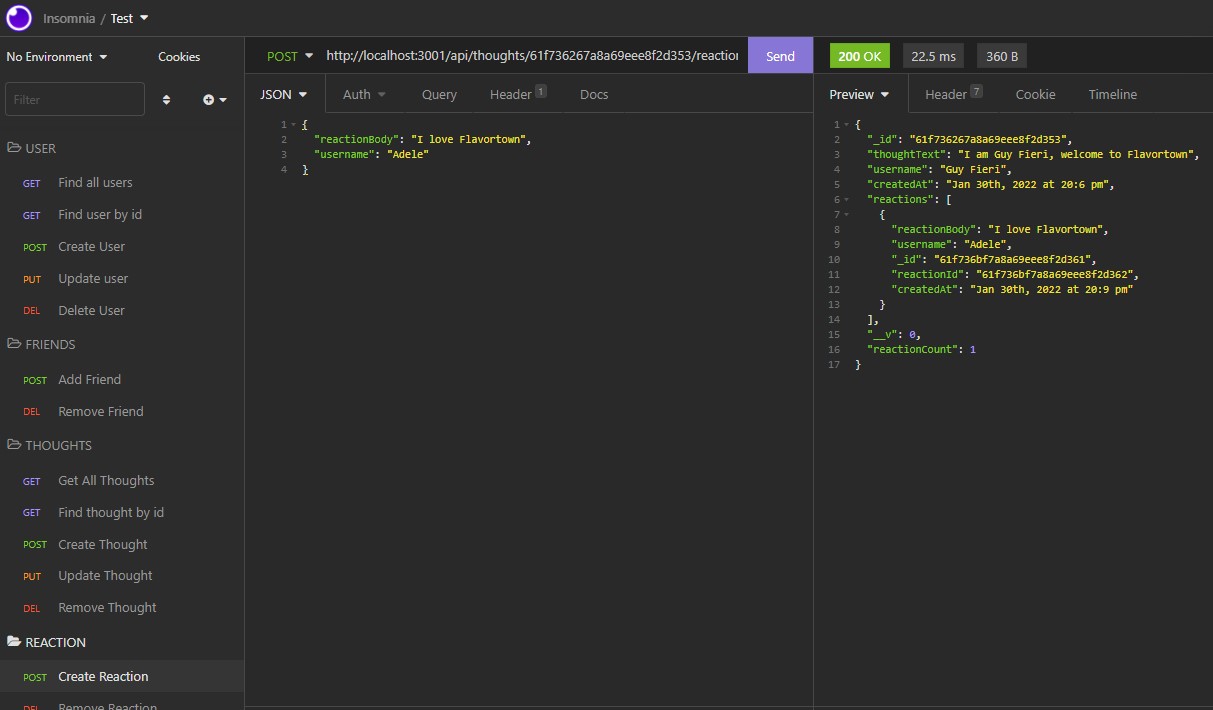 Insomnia / Test
No Environment
Cookies
Filter
USER
GET Find all users
GET Find user by id
POST Create User
PUT Update user
DEL Delete User
FRIENDS
POST Add Friend
DEL Remove Friend
THOUGHTS
GET Get All Thoughts
GET Find thought by id
POST Create Thought
PUT Update Thought
DEL Remove Thought
REACTION
POST Create Reaction
DEL Remove Reaction
POST http://localhost:3001/api/thoughts/61f736267a8a69eee8f2d353/reaction Send
JSON Auth Query Header 1 Docs
1 {
2 "reactionBody": "I love Flavortown",
3 "username": "Adele"
4 }
200 OK 22.5 ms 360 B
Preview Header 7 Cookie Timeline
1 {
2 "_id": "61f736267a8a69eee8f2d353",
3 "thoughtText": "I am Guy Fieri, welcome to Flavortown",
4 "username": "Guy Fieri",
5 "createdAt": "Jan 30th, 2022 at 20:6 pm",
6 "reactions": [
7 {
8 "reactionBody": "I love Flavortown",
9 "username": "Adele",
10 "_id": "61f736bf7a8a69eee8f2d361",
11 "reactionId": "61f736bf7a8a69eee8f2d362",
12 "createdAt": "Jan 30th, 2022 at 20:9 pm"
13 }
14 ],
15 "__v": 0,
16 "reactionCount": 1
17 }